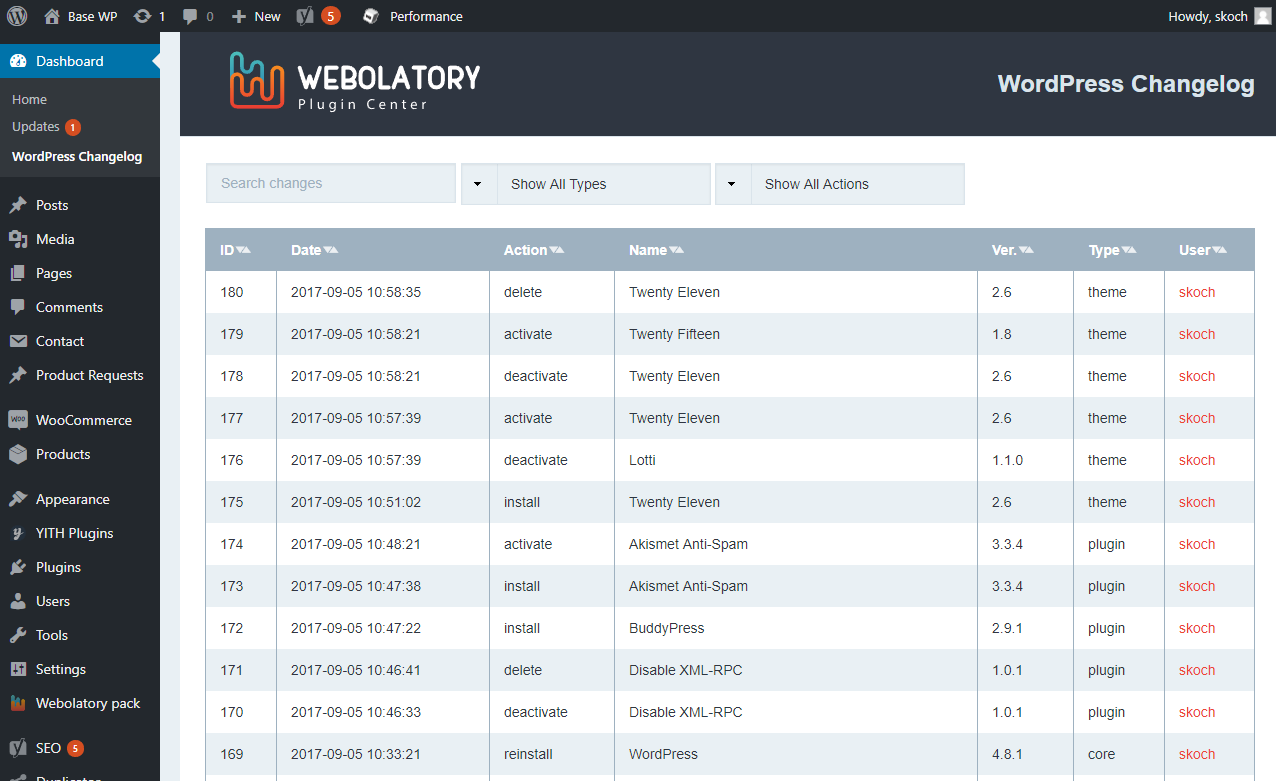 Base WP 1 0 New 5 Performance Howdy, skoch
Dashboard
Home
Updates 1
WordPress Changelog
Posts
Media
Pages
Comments
Contact
Product Requests
WooCommerce
Products
Appearance
YITH Plugins
Plugins
Users
Tools
Settings
Webolatory pack
SEO 5
Duplicator
WEBOLATORY
Plugin Center
WordPress Changelog
Search changes Show All Types Show All Actions
ID Date Action Name Ver. Type User
180 2017-09-05 10:58:35 delete Twenty Eleven 2.6 theme skoch
179 2017-09-05 10:58:21 activate Twenty Fifteen 1.8 theme skoch
178 2017-09-05 10:58:21 deactivate Twenty Eleven 2.6 theme skoch
177 2017-09-05 10:57:39 activate Twenty Eleven 2.6 theme skoch
176 2017-09-05 10:57:39 deactivate Lotti 1.1.0 theme skoch
175 2017-09-05 10:51:02 install Twenty Eleven 2.6 theme skoch
174 2017-09-05 10:48:21 activate Akismet Anti-Spam 3.3.4 plugin skoch
173 2017-09-05 10:47:38 install Akismet Anti-Spam 3.3.4 plugin skoch
172 2017-09-05 10:47:22 install BuddyPress 2.9.1 plugin skoch
171 2017-09-05 10:46:41 delete Disable XML-RPC 1.0.1 plugin skoch
170 2017-09-05 10:46:33 deactivate Disable XML-RPC 1.0.1 plugin skoch
169 2017-09-05 10:33:21 reinstall WordPress 4.8.1 core skoch